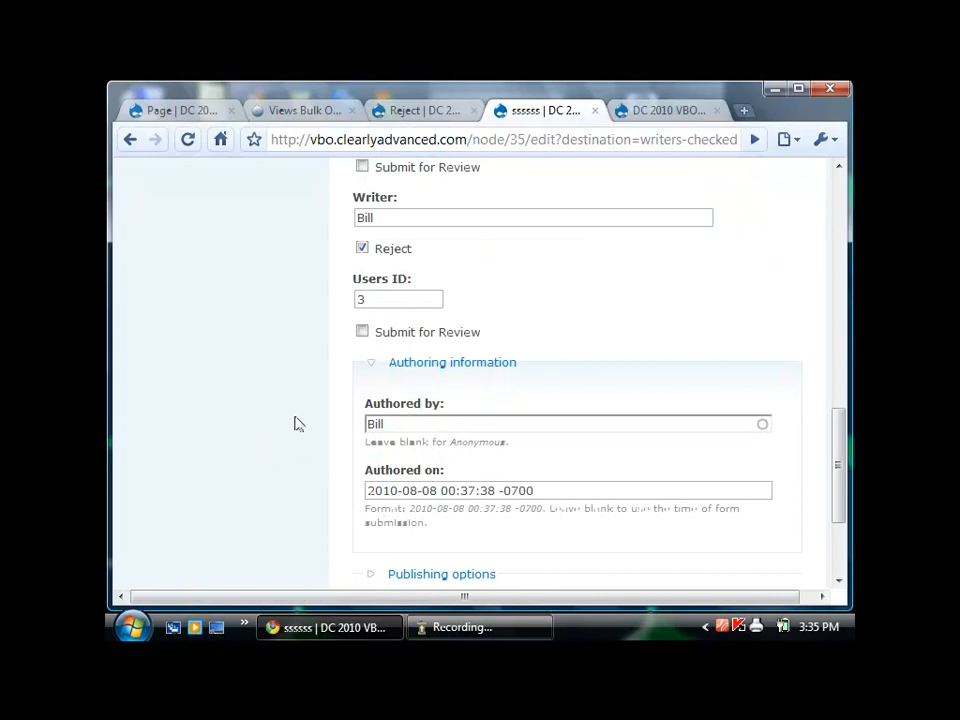 Page | DC 20...
Views Bulk O...
Reject | DC 2...
ssssss | DC 2...
DC 2010 VBO...
http://vbo.clearlyadvanced.com/node/35/edit?destination=writers-checked
Submit for Review
Writer:
Bill
Reject
Users ID:
3
Submit for Review
Authoring information
Authored by:
Bill
Leave blank for Anonymous.
Authored on:
2010-08-08 00:37:38 -0700
Format: 2010-08-08 00:37:38 -0700. Leave blank to use the time of form
submission.
Publishing options
ssssss | DC 2010 VB...
Recording...
3:35 PM